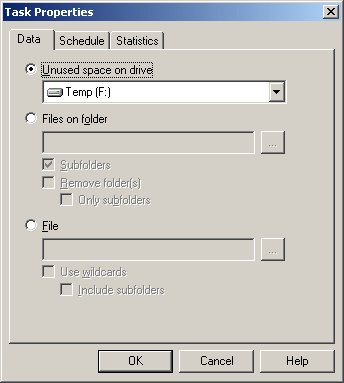 Task Properties
Data Schedule Statistics
Unused space on drive
Temp (F:)
Files on folder
...
Subfolders
Remove folder(s)
Only subfolders
File
...
Use wildcards
Include subfolders
OK Cancel Help